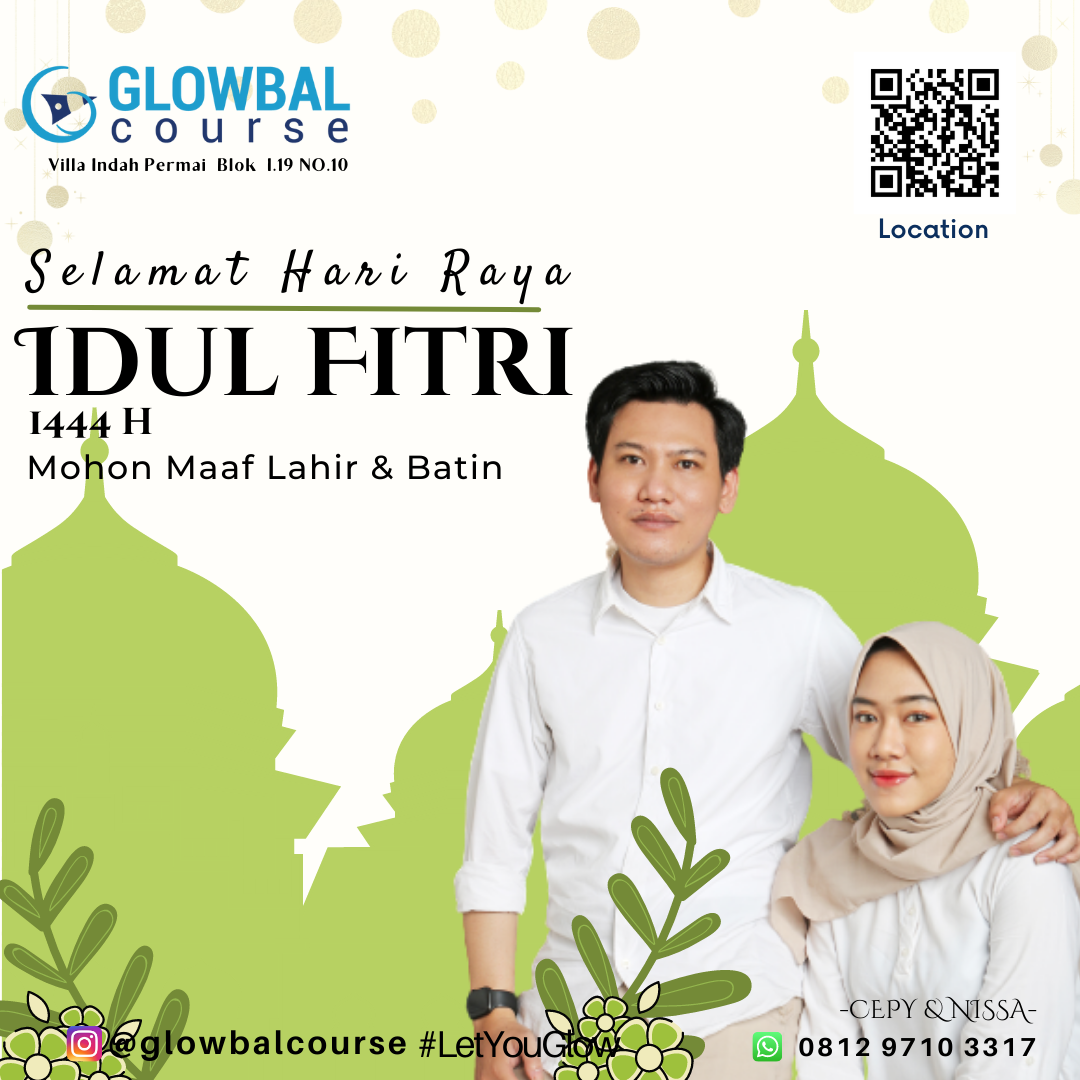 GLOWBAL
course
Villa Indah Permai Blok I.19 NO.10
Location
Selamat Hari Raya
IDUL FITRI
1444 H
Mohon Maaf Lahir & Batin
-CEPY & NISSA-
@glowbalcourse #LetYouGlow
0812 9710 3317